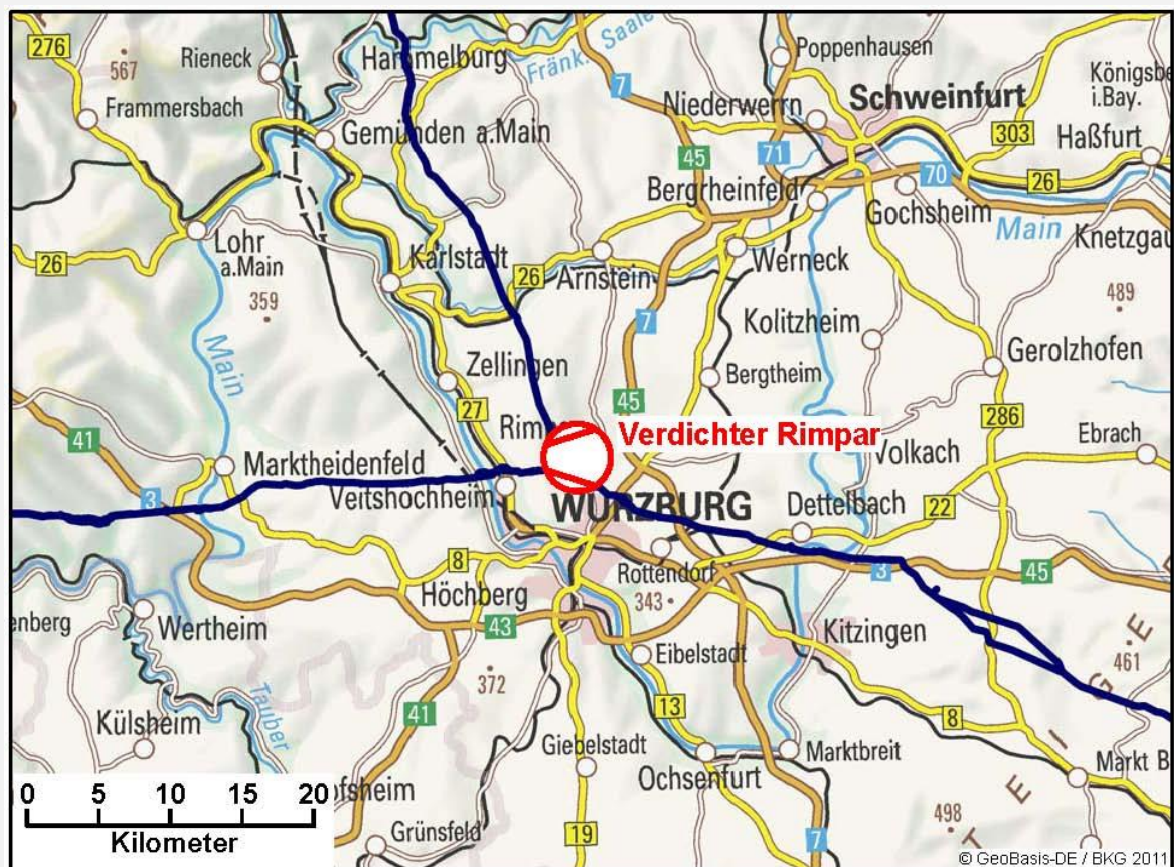 276
Rieneck
567
Hammelburg
Fränk. Saale
7
Poppenhausen
Königsbe
i.Bay.
Frammersbach
Niederwerrn
Schweinfurt
303
Haßfurt
Gemünden a.Main
45
71
70
26
Bergrheinfeld
Gochsheim
Main
Knetzgau
Lohr
a.Main
26
Karlstadt
26
Arnstein
Werneck
359
489
7
Kolitzheim
Main
Zellingen
Bergtheim
Gerolzhofen
27
45
286
41
Rim
Verdichter Rimpar
Volkach
Ebrach
Marktheidenfeld
3
Veitshöchheim
WÜRZBURG
Dettelbach
22
8
Rottendorf
3
45
Höchberg
343
enberg
Wertheim
43
Kitzingen
461
Eibelstadt
372
Tauber
Külsheim
41
13
8
Giebelstadt
Marktbreit
Markt B
Ochsenfurt
0 5 10 15 20
Kilometer
ofsheim
498
S T E I G E
Grünsfeld
19
7
© GeoBasis-DE / BKG 2011